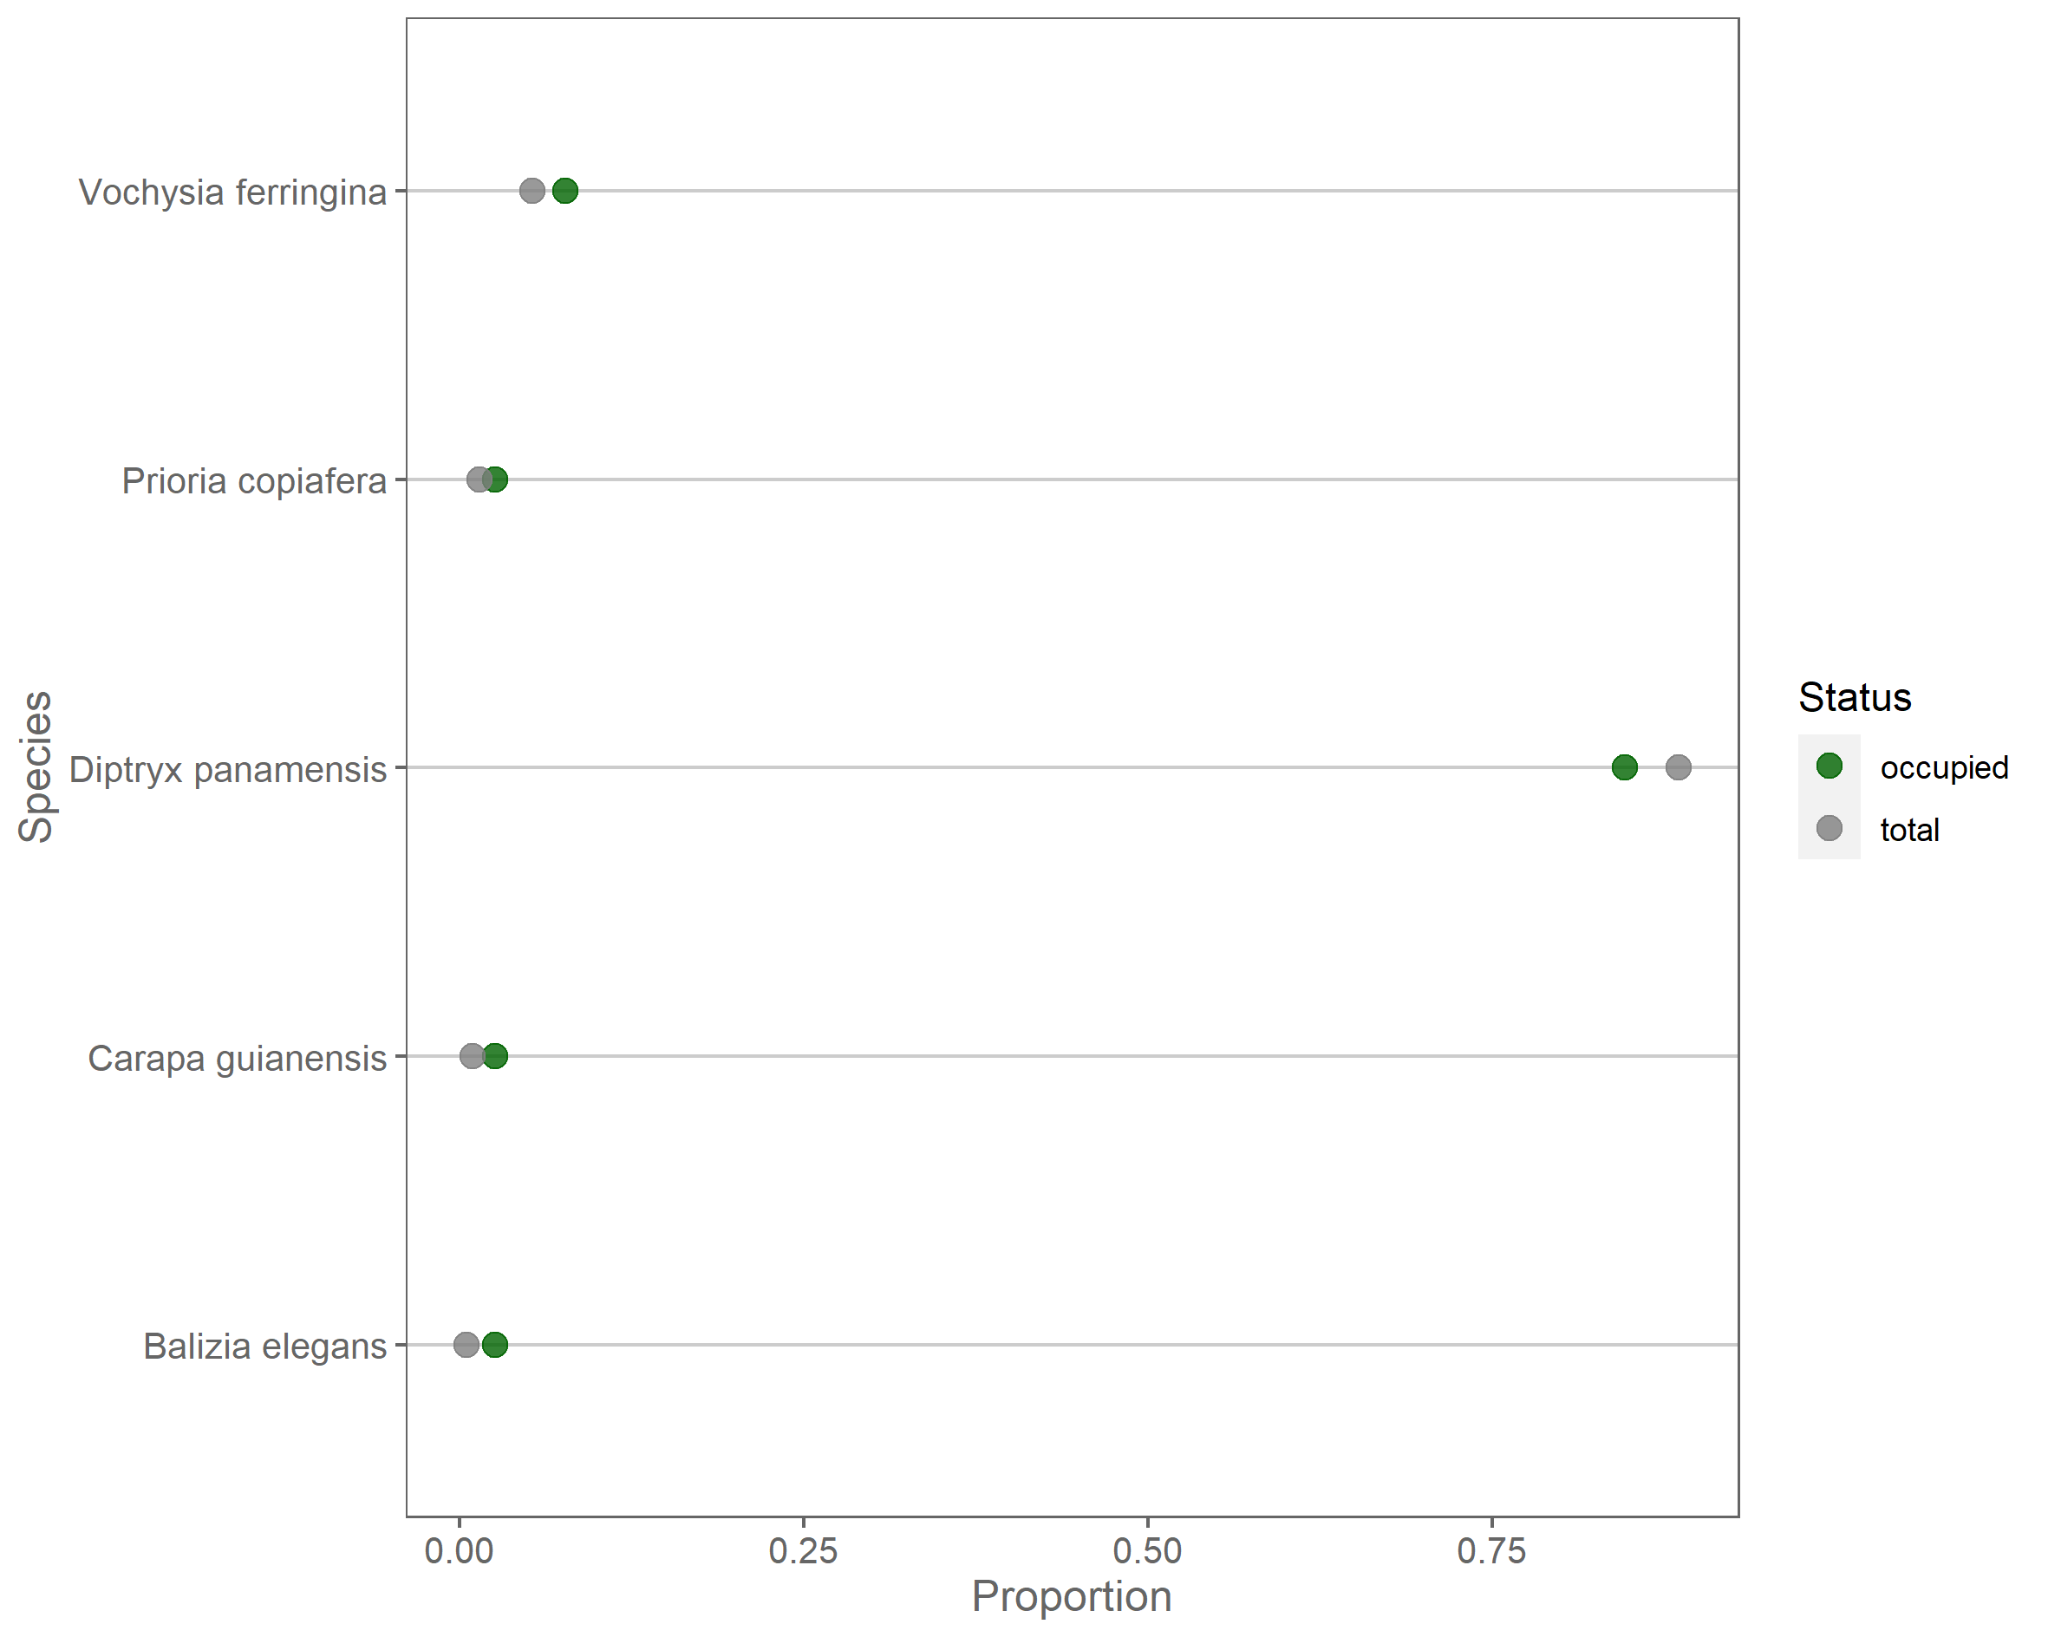 Vochysia ferringina
Prioria copiafera
Diptryx panamensis
Carapa guianensis
Balizia elegans
Species
0.00 0.25 0.50 0.75
Proportion
Status
occupied
total